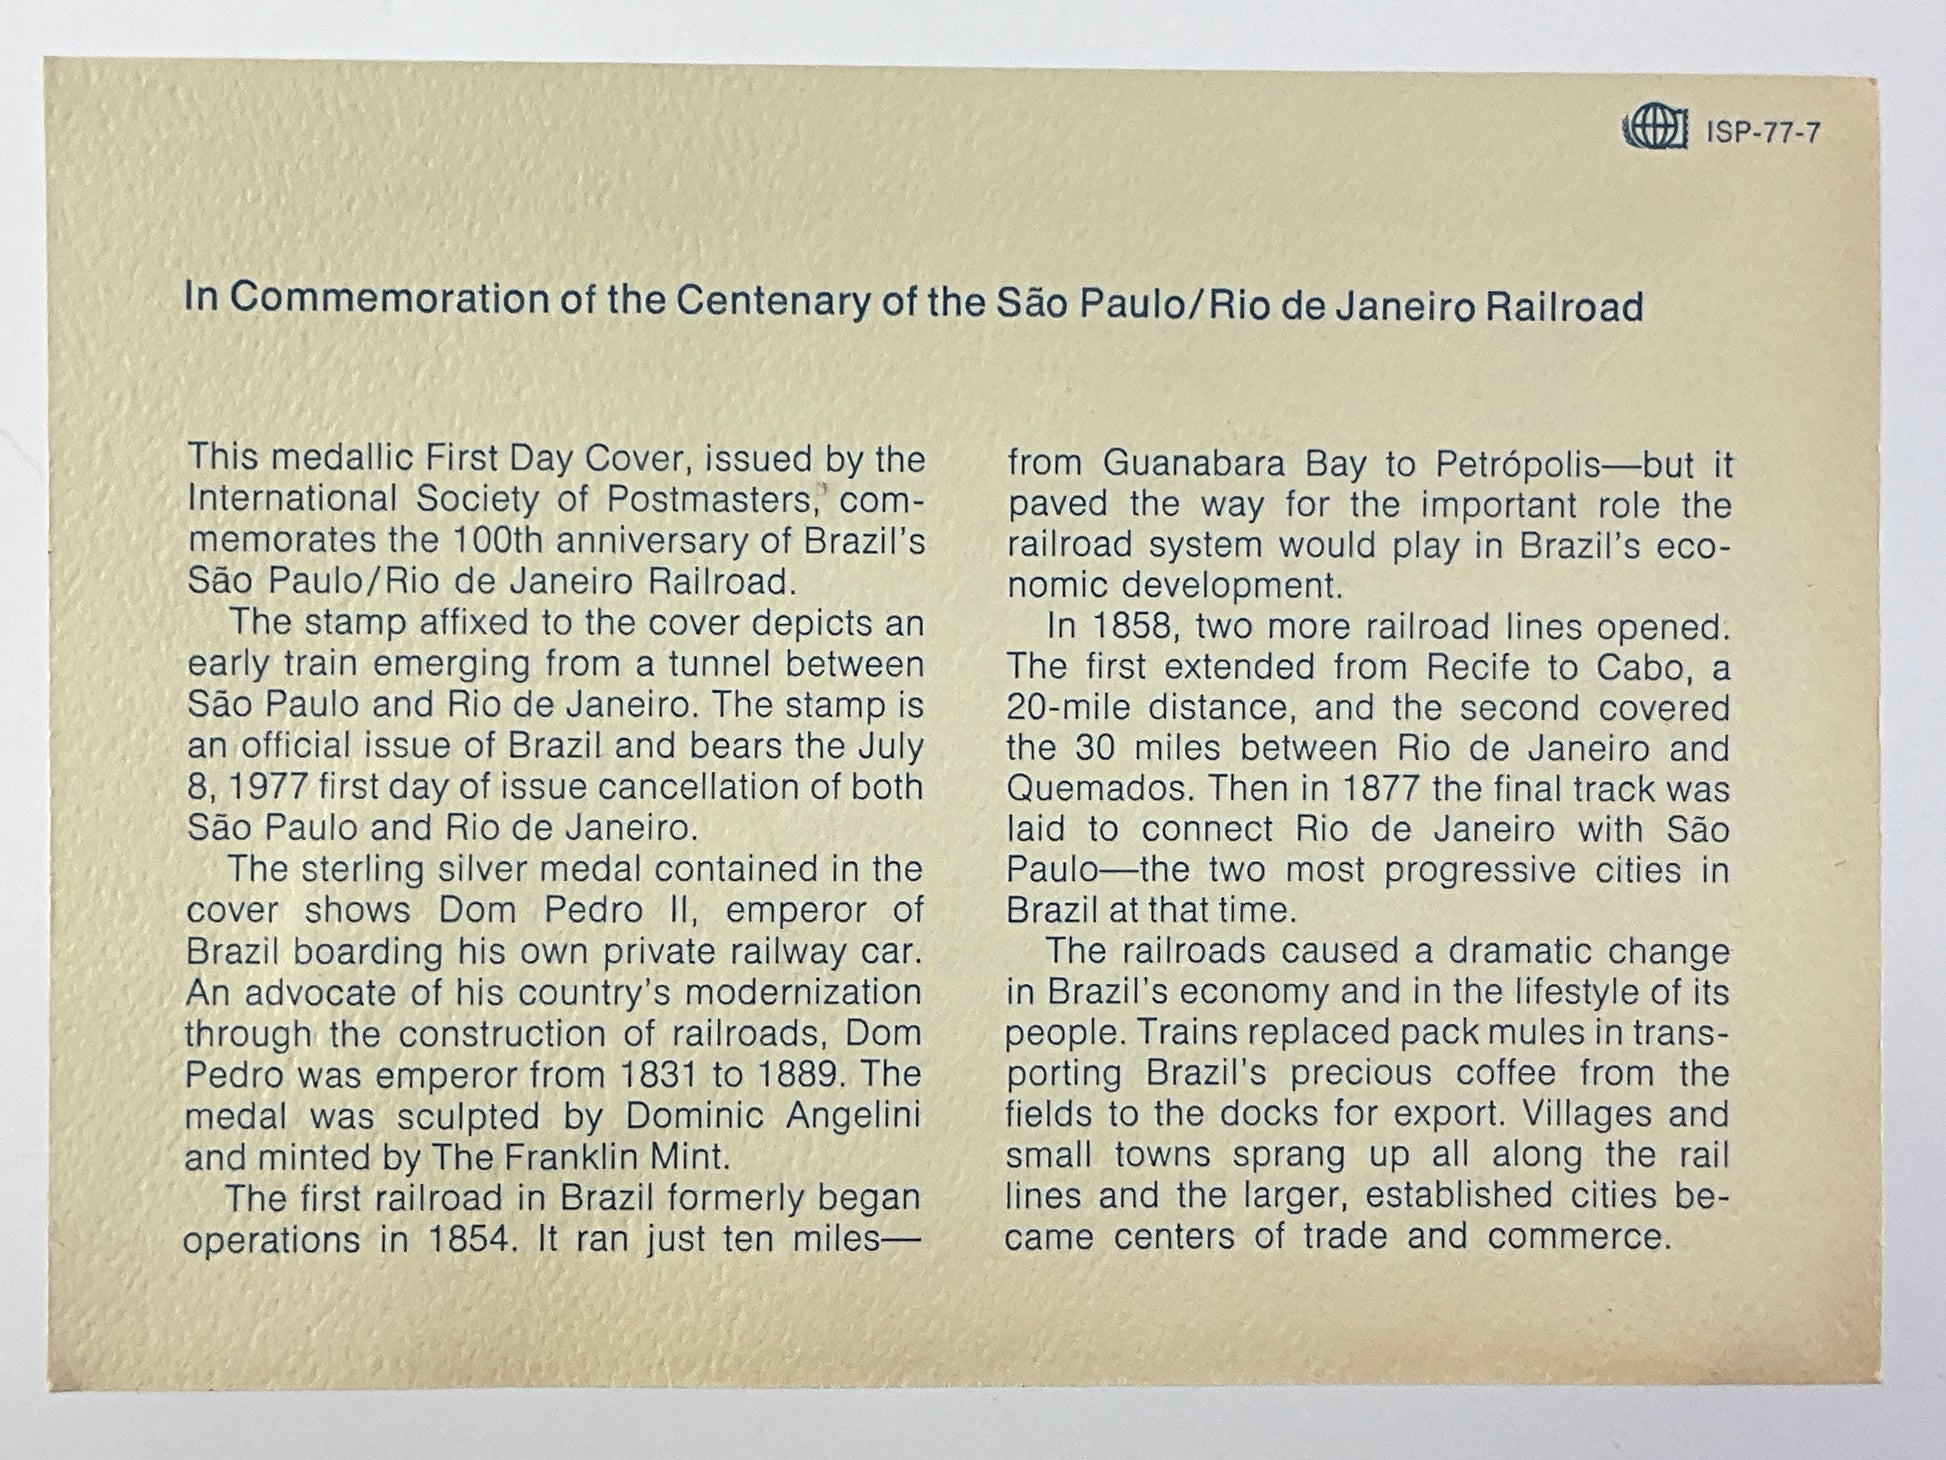 ISP-77-7
In Commemoration of the Centenary of the São Paulo/Rio de Janeiro Railroad
This medallic First Day Cover, issued by the
International Society of Postmasters, com-
memorates the 100th anniversary of Brazil's
São Paulo/Rio de Janeiro Railroad.
The stamp affixed to the cover depicts an
early train emerging from a tunnel between
São Paulo and Rio de Janeiro. The stamp is
an official issue of Brazil and bears the July
8, 1977 first day of issue cancellation of both
São Paulo and Rio de Janeiro.
The sterling silver medal contained in the
cover shows Dom Pedro II, emperor of
Brazil boarding his own private railway car.
An advocate of his country's modernization
through the construction of railroads, Dom
Pedro was emperor from 1831 to 1889. The
medal was sculpted by Dominic Angelini
and minted by The Franklin Mint.
The first railroad in Brazil formerly began
operations in 1854. It ran just ten miles—
from Guanabara Bay to Petrópolis—but it
paved the way for the important role the
railroad system would play in Brazil's eco-
nomic development.
In 1858, two more railroad lines opened.
The first extended from Recife to Cabo, a
20-mile distance, and the second covered
the 30 miles between Rio de Janeiro and
Quemados. Then in 1877 the final track was
laid to connect Rio de Janeiro with São
Paulo—the two most progressive cities in
Brazil at that time.
The railroads caused a dramatic change
in Brazil's economy and in the lifestyle of its
people. Trains replaced pack mules in trans-
porting Brazil's precious coffee from the
fields to the docks for export. Villages and
small towns sprang up all along the rail
lines and the larger, established cities be-
came centers of trade and commerce.